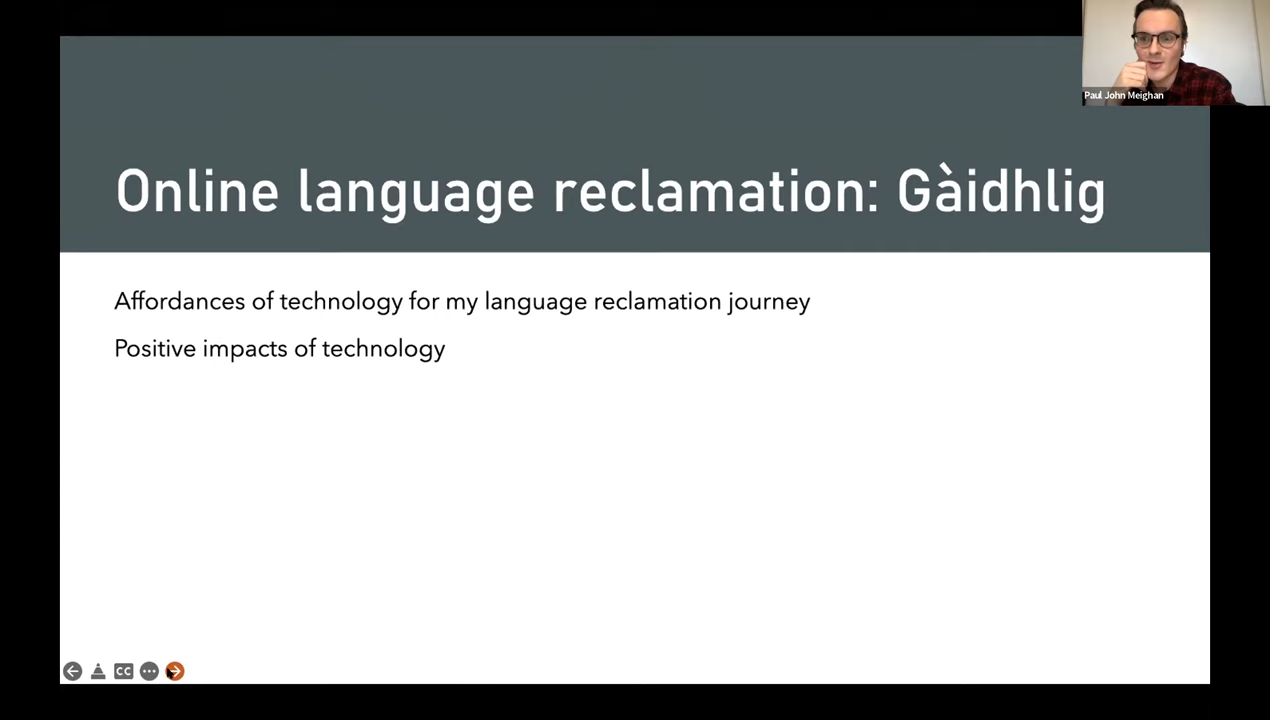 Paul John Meighan
Online language reclamation: Gàidhlig
Affordances of technology for my language reclamation journey
Positive impacts of technology
CC